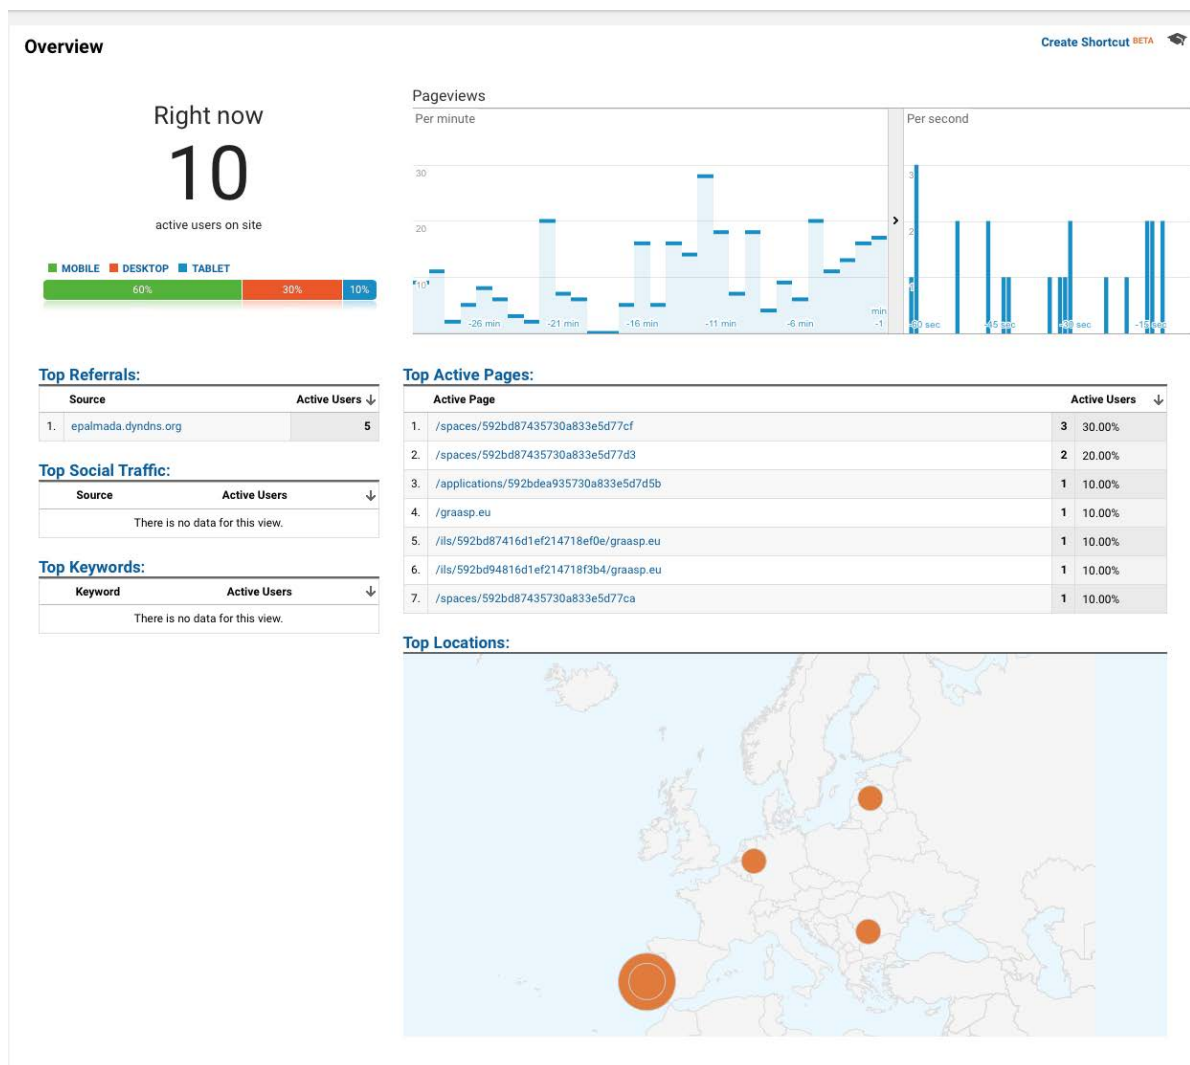 Overview
Create Shortcut BETA
Right now
10
active users on site
MOBILE DESKTOP TABLET
60% 30% 10%
Pageviews
Per minute
30
20
10
-26 min -21 min -16 min -11 min -6 min min -1
Per second
3
2
-60 sec -45 sec -30 sec -15 sec
Top Referrals:
Source Active Users
1. epalmada.dyndns.org 5
Top Social Traffic:
Source Active Users
There is no data for this view.
Top Keywords:
Keyword Active Users
There is no data for this view.
Top Active Pages:
Active Page Active Users
1. /spaces/592bd87435730a833e5d77cf 3 30.00%
2. /spaces/592bd87435730a833e5d77d3 2 20.00%
3. /applications/592bdea935730a833e5d7d5b 1 10.00%
4. /graasp.eu 1 10.00%
5. /ils/592bd87416d1ef214718ef0e/graasp.eu 1 10.00%
6. /ils/592bd94816d1ef214718f3b4/graasp.eu 1 10.00%
7. /spaces/592bd87435730a833e5d77ca 1 10.00%
Top Locations: